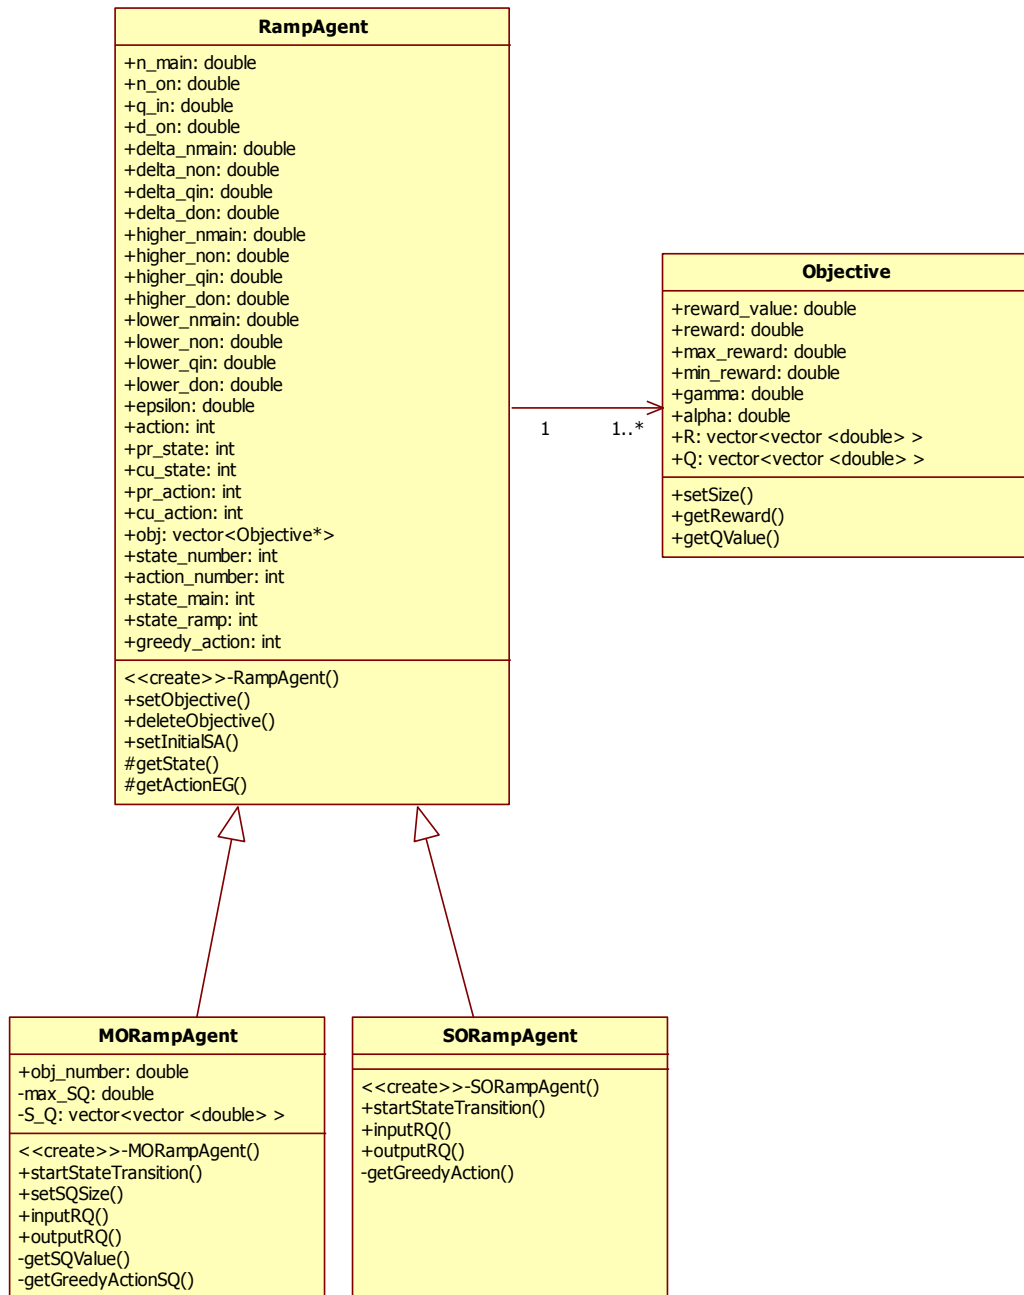 RampAgent
+n_main: double
+n_on: double
+q_in: double
+d_on: double
+delta_nmain: double
+delta_non: double
+delta_qin: double
+delta_don: double
+higher_nmain: double
+higher_non: double
+higher_qin: double
+higher_don: double
+lower_nmain: double
+lower_non: double
+lower_qin: double
+lower_don: double
+epsilon: double
+action: int
+pr_state: int
+cu_state: int
+pr_action: int
+cu_action: int
+obj: vector<Objective*>
+state_number: int
+action_number: int
+state_main: int
+state_ramp: int
+greedy_action: int
<<create>>-RampAgent()
+setObjective()
+deleteObjective()
+setInitialSA()
#getState()
#getActionEG()
1 1..*
Objective
+reward_value: double
+reward: double
+max_reward: double
+min_reward: double
+gamma: double
+alpha: double
+R: vector<vector <double> >
+Q: vector<vector <double> >
+setSize()
+getReward()
+getQValue()
MORampAgent
+obj_number: double
-max_SQ: double
-S_Q: vector<vector <double> >
<<create>>-MORampAgent()
+startStateTransition()
+setSQSize()
+inputRQ()
+outputRQ()
-getSQValue()
-getGreedyActionSQ()
SORampAgent
<<create>>-SORampAgent()
+startStateTransition()
+inputRQ()
+outputRQ()
-getGreedyAction()